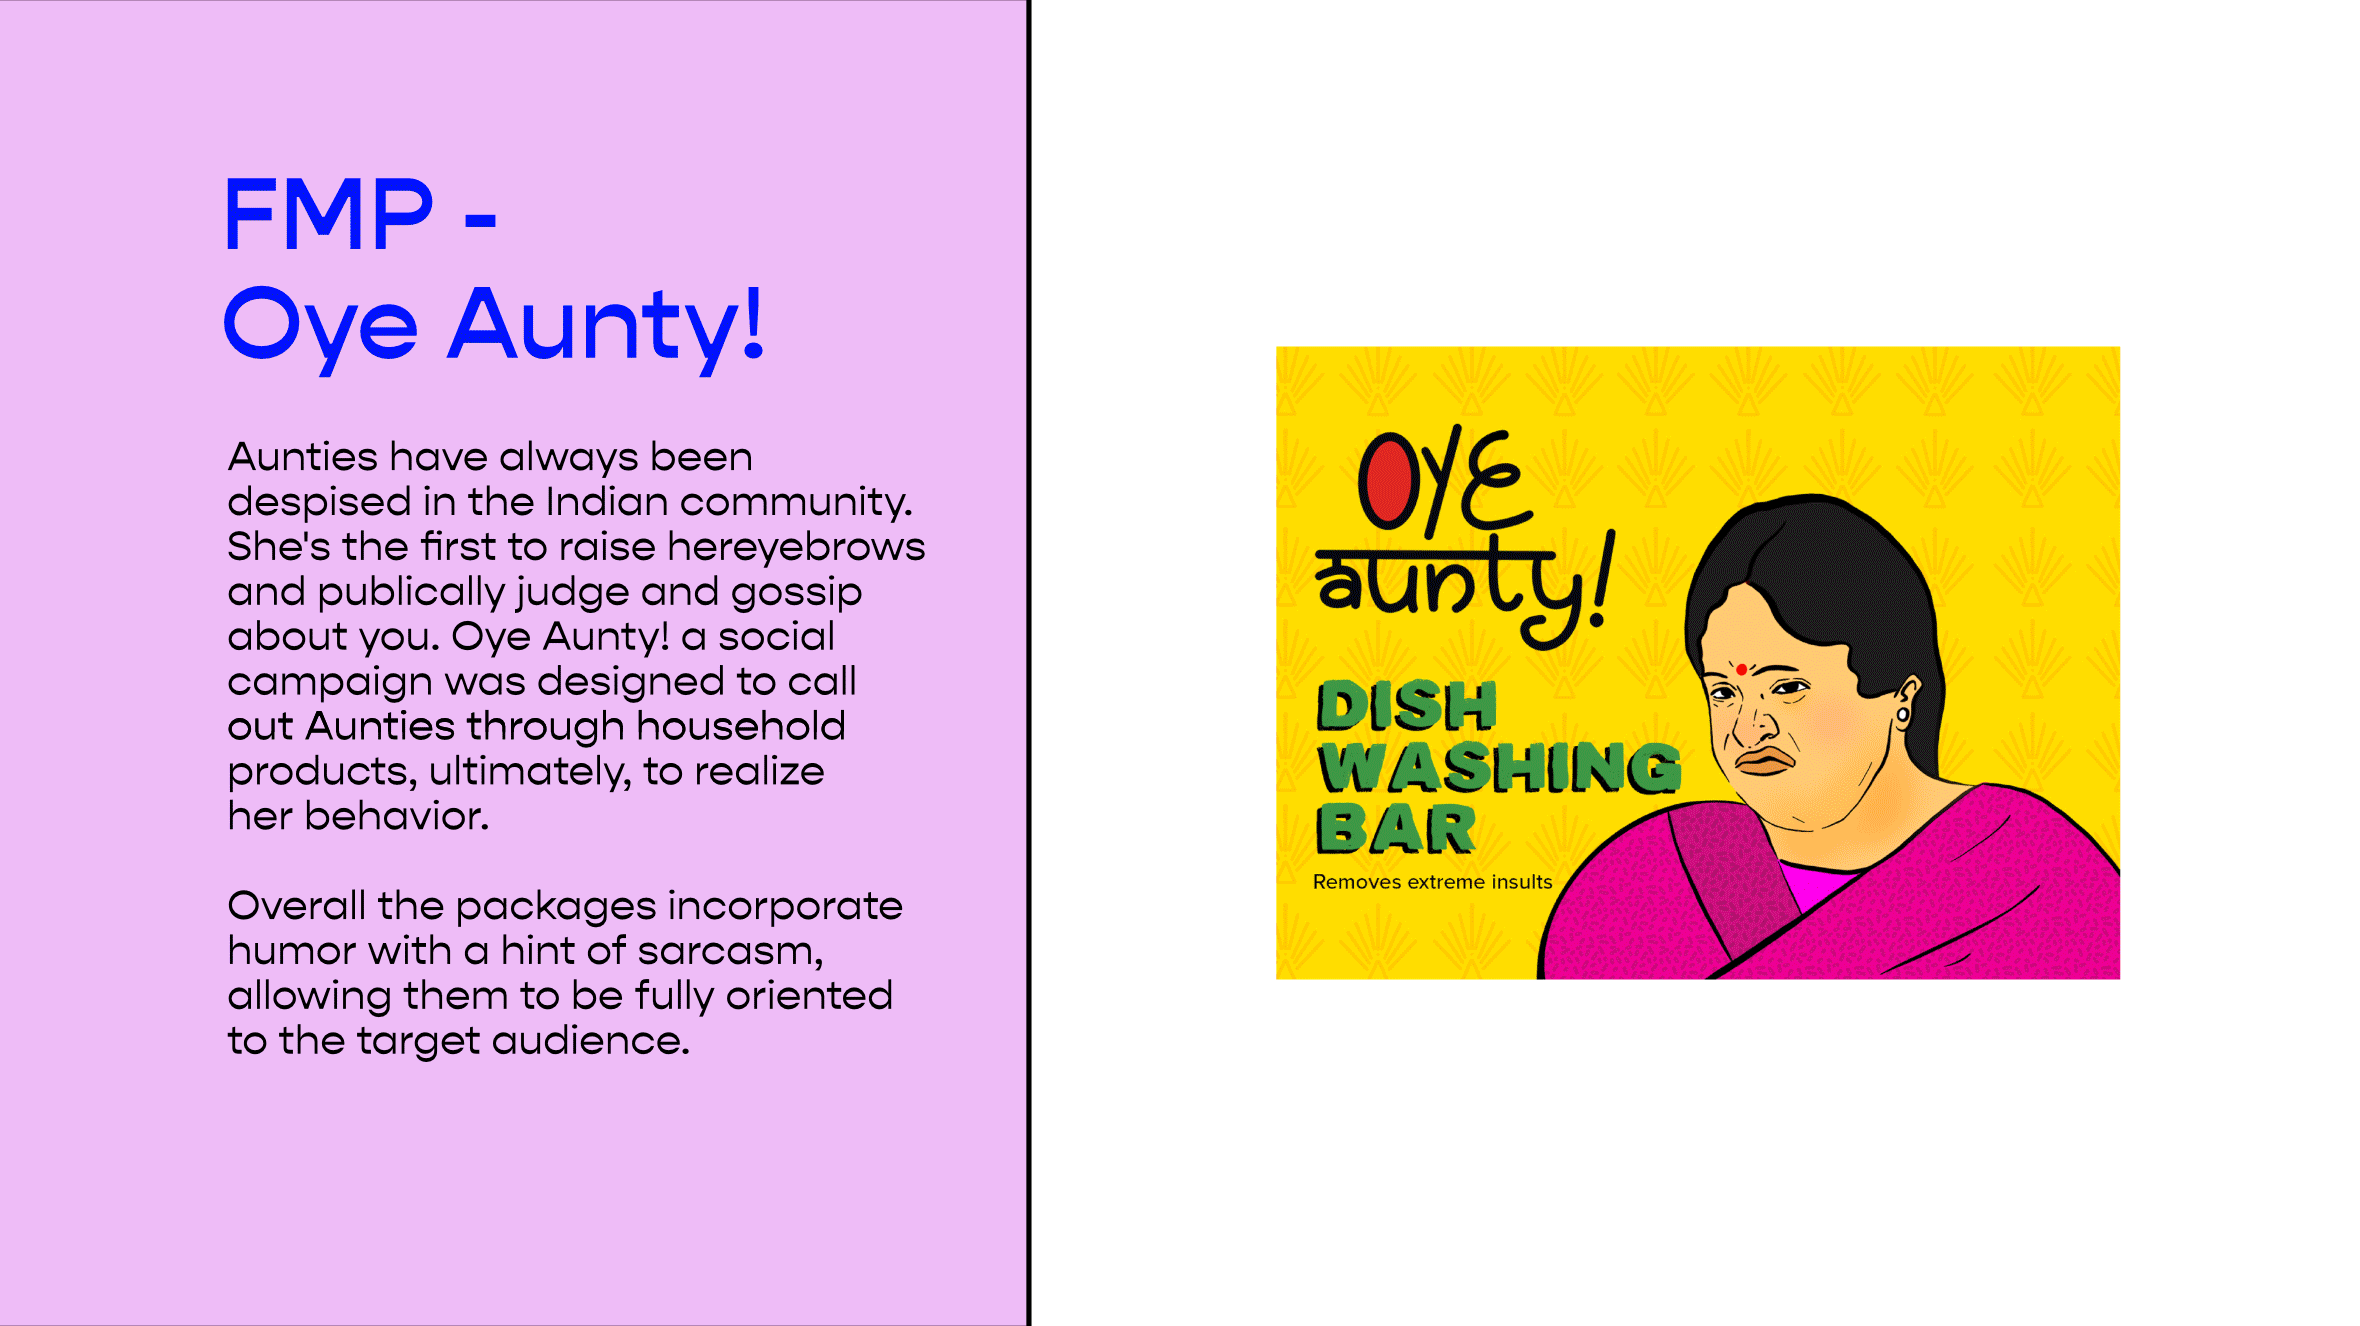 FMP -
Oye Aunty!
Aunties have always been
despised in the Indian community.
She's the first to raise hereyebrows
and publically judge and gossip
about you. Oye Aunty! a social
campaign was designed to call
out Aunties through household
products, ultimately, to realize
her behavior.
Overall the packages incorporate
humor with a hint of sarcasm,
allowing them to be fully oriented
to the target audience.
Oye
aunty!
DISH
WASHING
BAR
Removes extreme insults